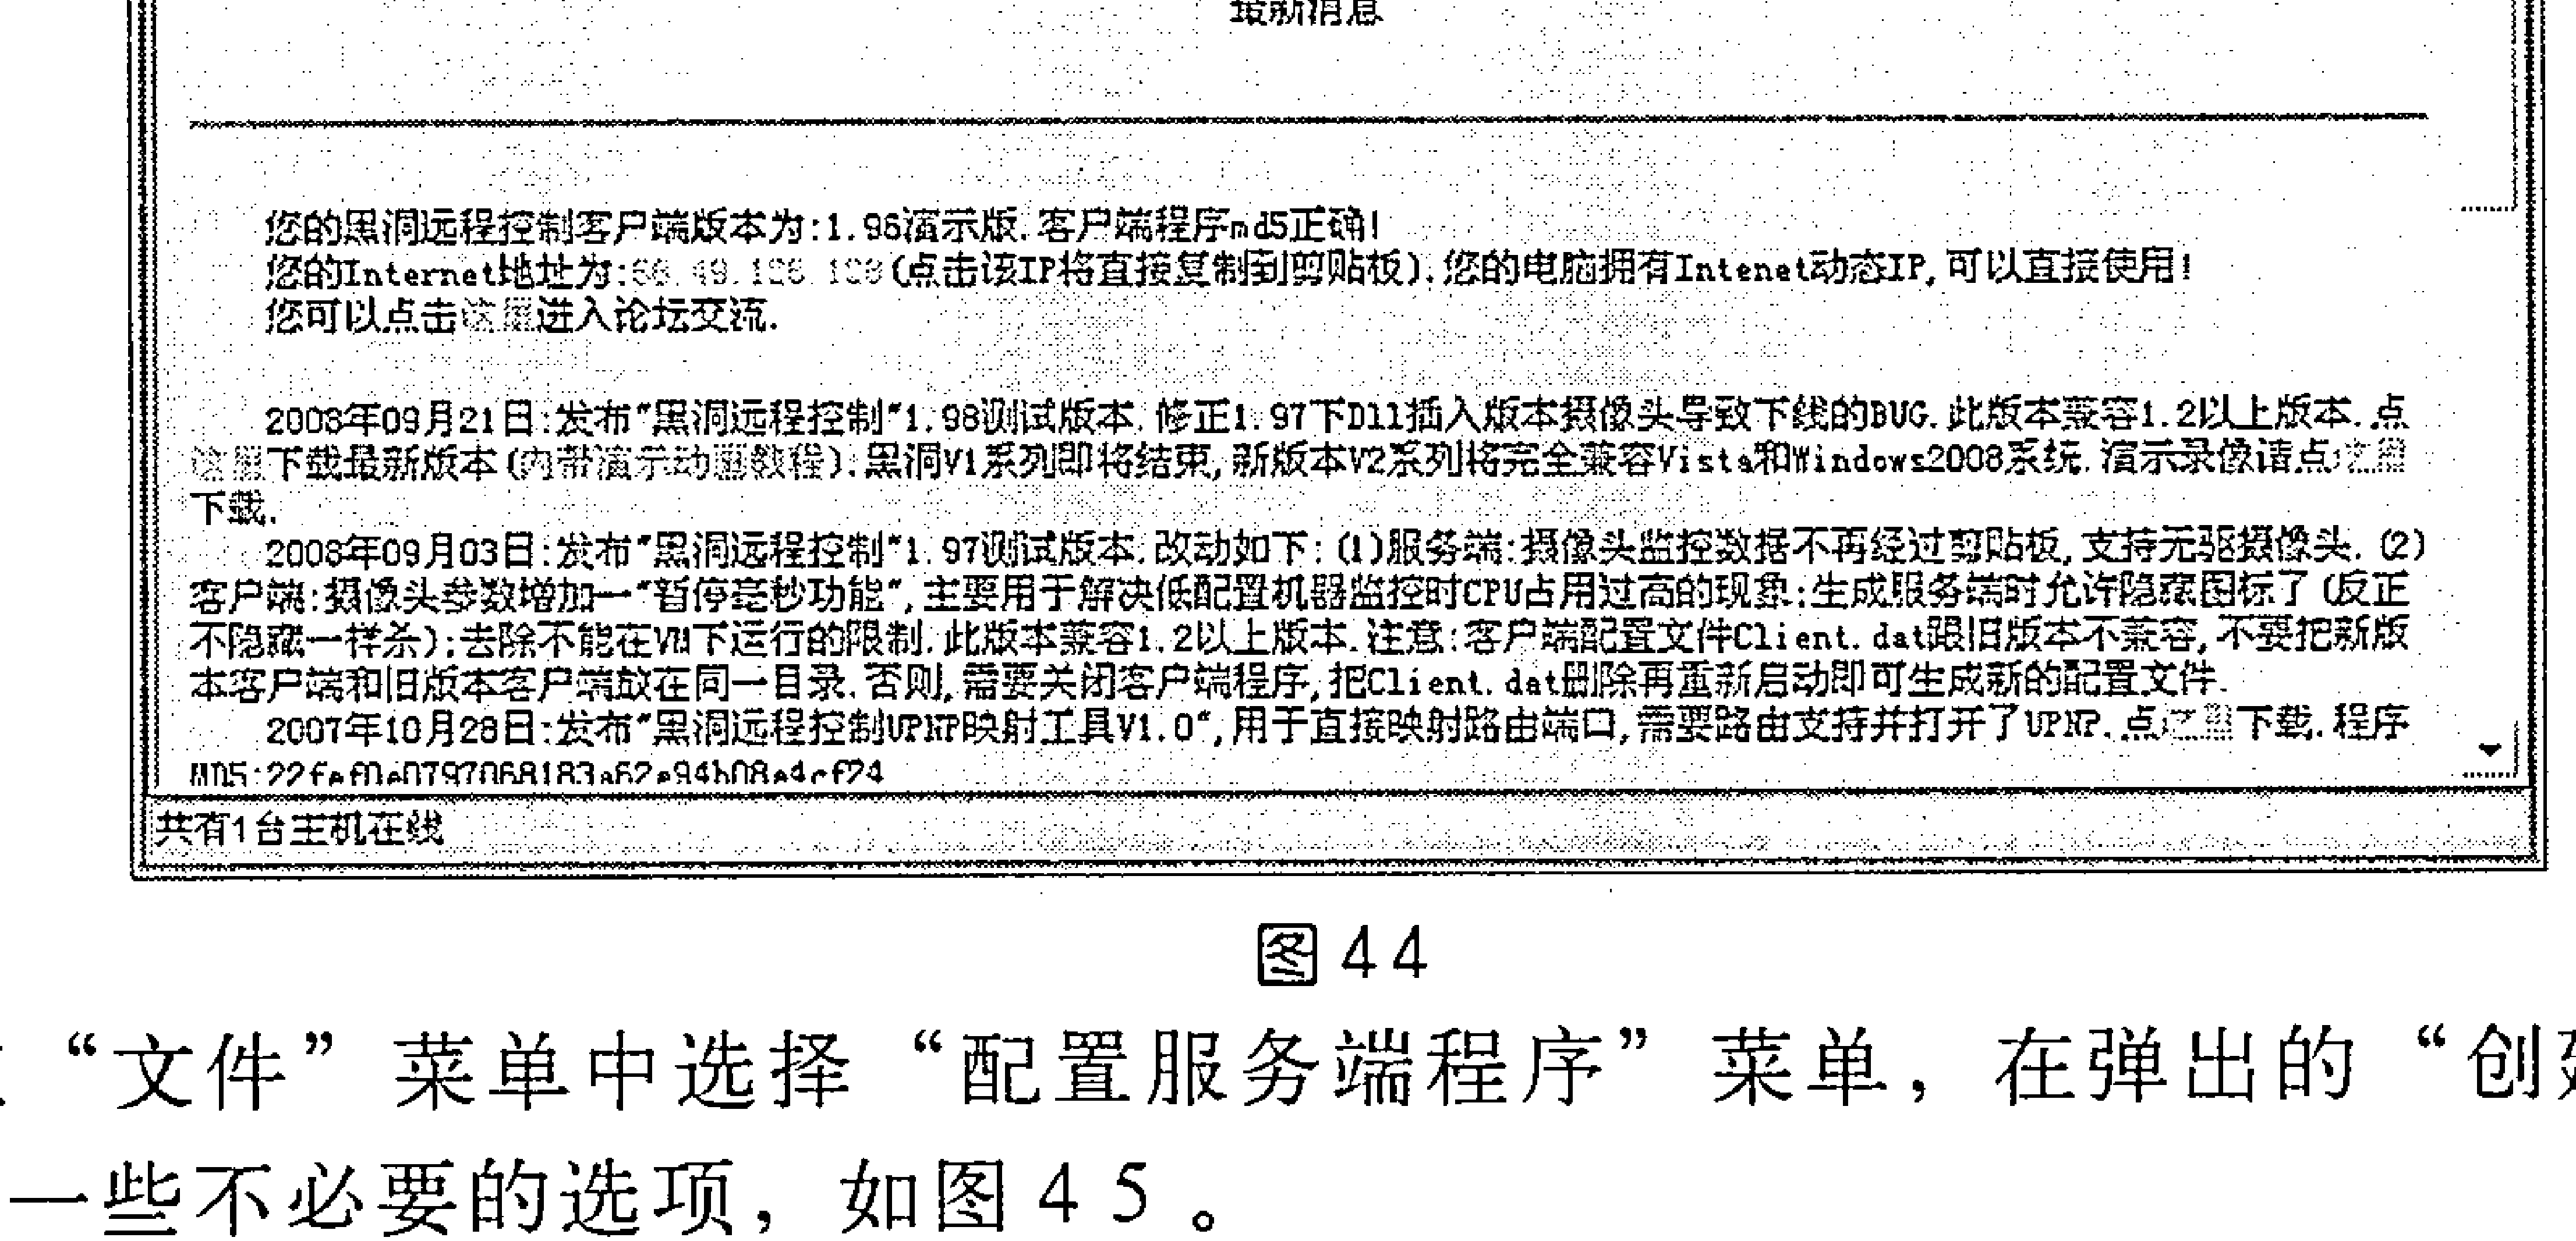 最新消息
您的黑洞远程控制客户端版本为:1.96演示版.客户端程序md5正确!
您的Internet地址为:(点击该IP将直接复制到剪贴板).您的电脑拥有Intenet动态IP,可以直接使用!
您可以点击这里进入论坛交流.
2008年09月21日:发布"黑洞远程控制"1.98测试版本.修正1.97下Dll插入版本摄像头导致下线的BUG.此版本兼容1.2以上版本.点
这里下载最新版本(内带演示动画教程):黑洞V1系列即将结束,新版本V2系列将完全兼容Vista和Windows2008系统.演示录像请点这里
下载.
2008年09月03日:发布"黑洞远程控制"1.97测试版本.改动如下:(1)服务端:摄像头监控数据不再经过剪贴板,支持无驱摄像头.(2)
客户端:摄像头参数增加一"暂停毫秒功能",主要用于解决低配置机器监控时CPU占用过高的现象;生成服务端时允许隐藏图标了(反正
不隐藏一样杀);去除不能在VM下运行的限制.此版本兼容1.2以上版本.注意:客户端配置文件Client.dat跟旧版本不兼容,不要把新版
本客户端和旧版本客户端放在同一目录.否则,需要关闭客户端程序,把Client.dat删除再重新启动即可生成新的配置文件.
2007年10月28日:发布"黑洞远程控制UPNP映射工具V1.0",用于直接映射路由端口,需要路由支持并打开了UPNP.点这里下载.程序
MD5:
共有1台主机在线
图44
“文件”菜单中选择“配置服务端程序”菜单，在弹出的“创
一些不必要的选项，如图45。